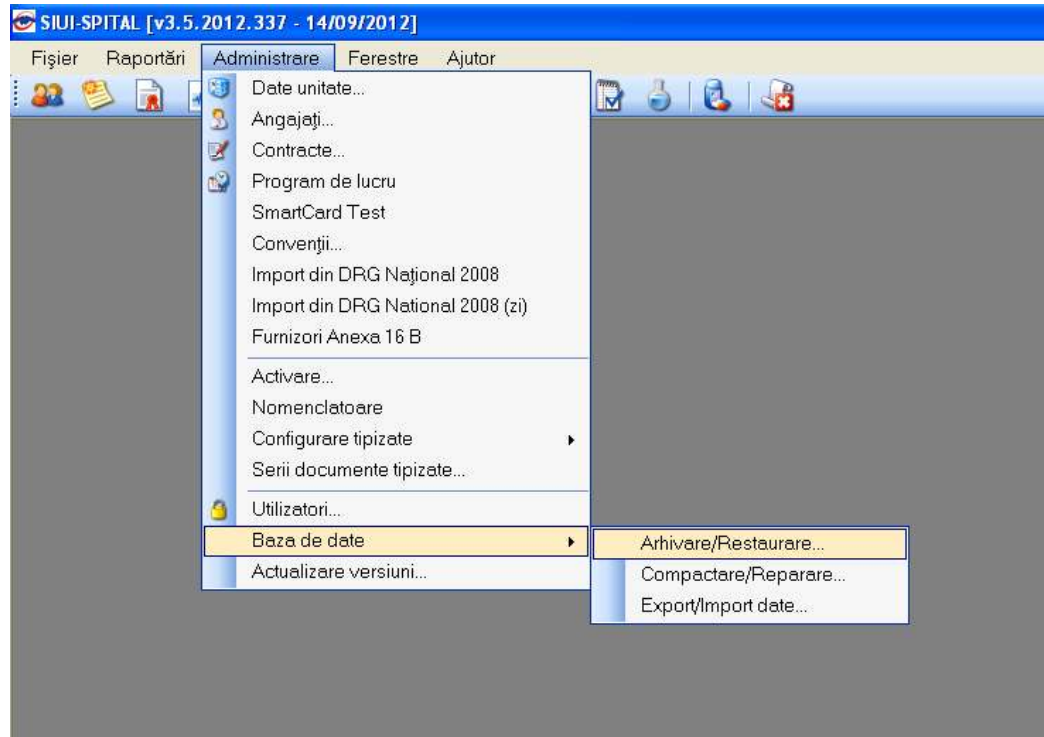 SIUI-SPITAL [v3.5.2012.337 - 14/09/2012]
Fişier Raportări Administrare Ferestre Ajutor
Date unitate...
Angajaţi...
Contracte...
Program de lucru
SmartCard Test
Convenţii...
Import din DRG Naţional 2008
Import din DRG National 2008 (zi)
Furnizori Anexa 16 B
Activare...
Nomenclatoare
Configurare tipizate
Serii documente tipizate...
Utilizatori...
Baza de date
Arhivare/Restaurare...
Compactare/Reparare...
Export/Import date...
Actualizare versiuni...